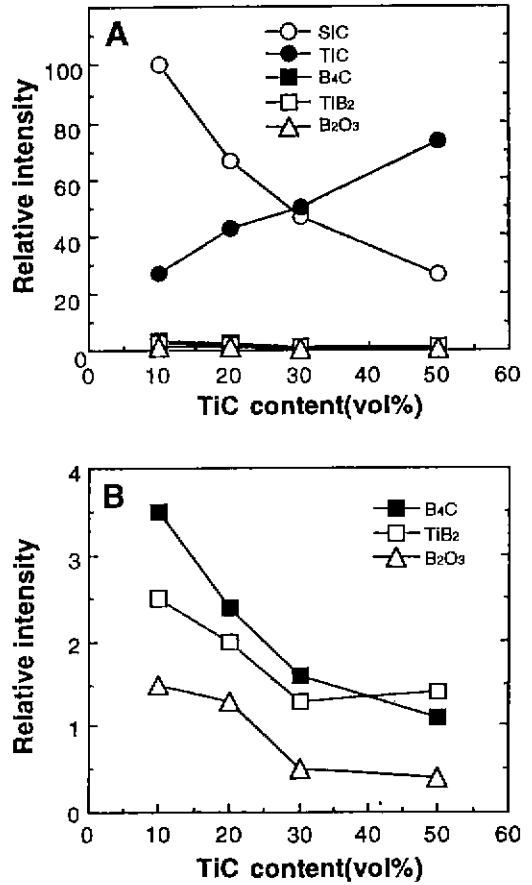 A
SiC
TiC
B₄C
TiB₂
B₂O₃
Relative intensity
100
80
60
40
20
0
0 10 20 30 40 50 60
TiC content(vol%)
B
B₄C
TiB₂
B₂O₃
Relative intensity
4
3
2
1
0
0 10 20 30 40 50 60
TiC content(vol%)